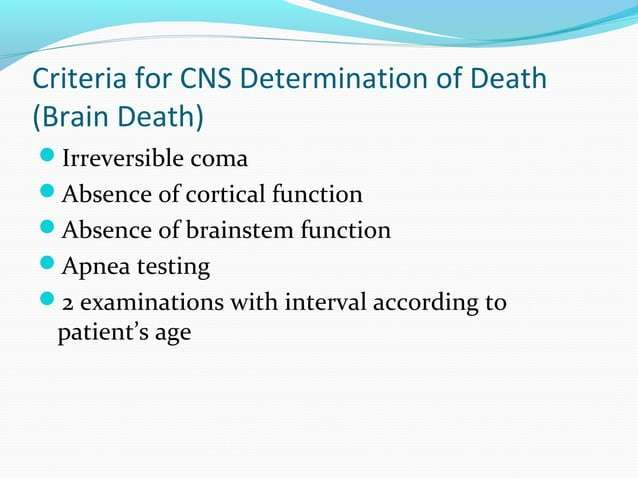 Criteria for CNS Determination of Death
(Brain Death)
Irreversible coma
Absence of cortical function
Absence of brainstem function
Apnea testing
2 examinations with interval according to
patient’s age